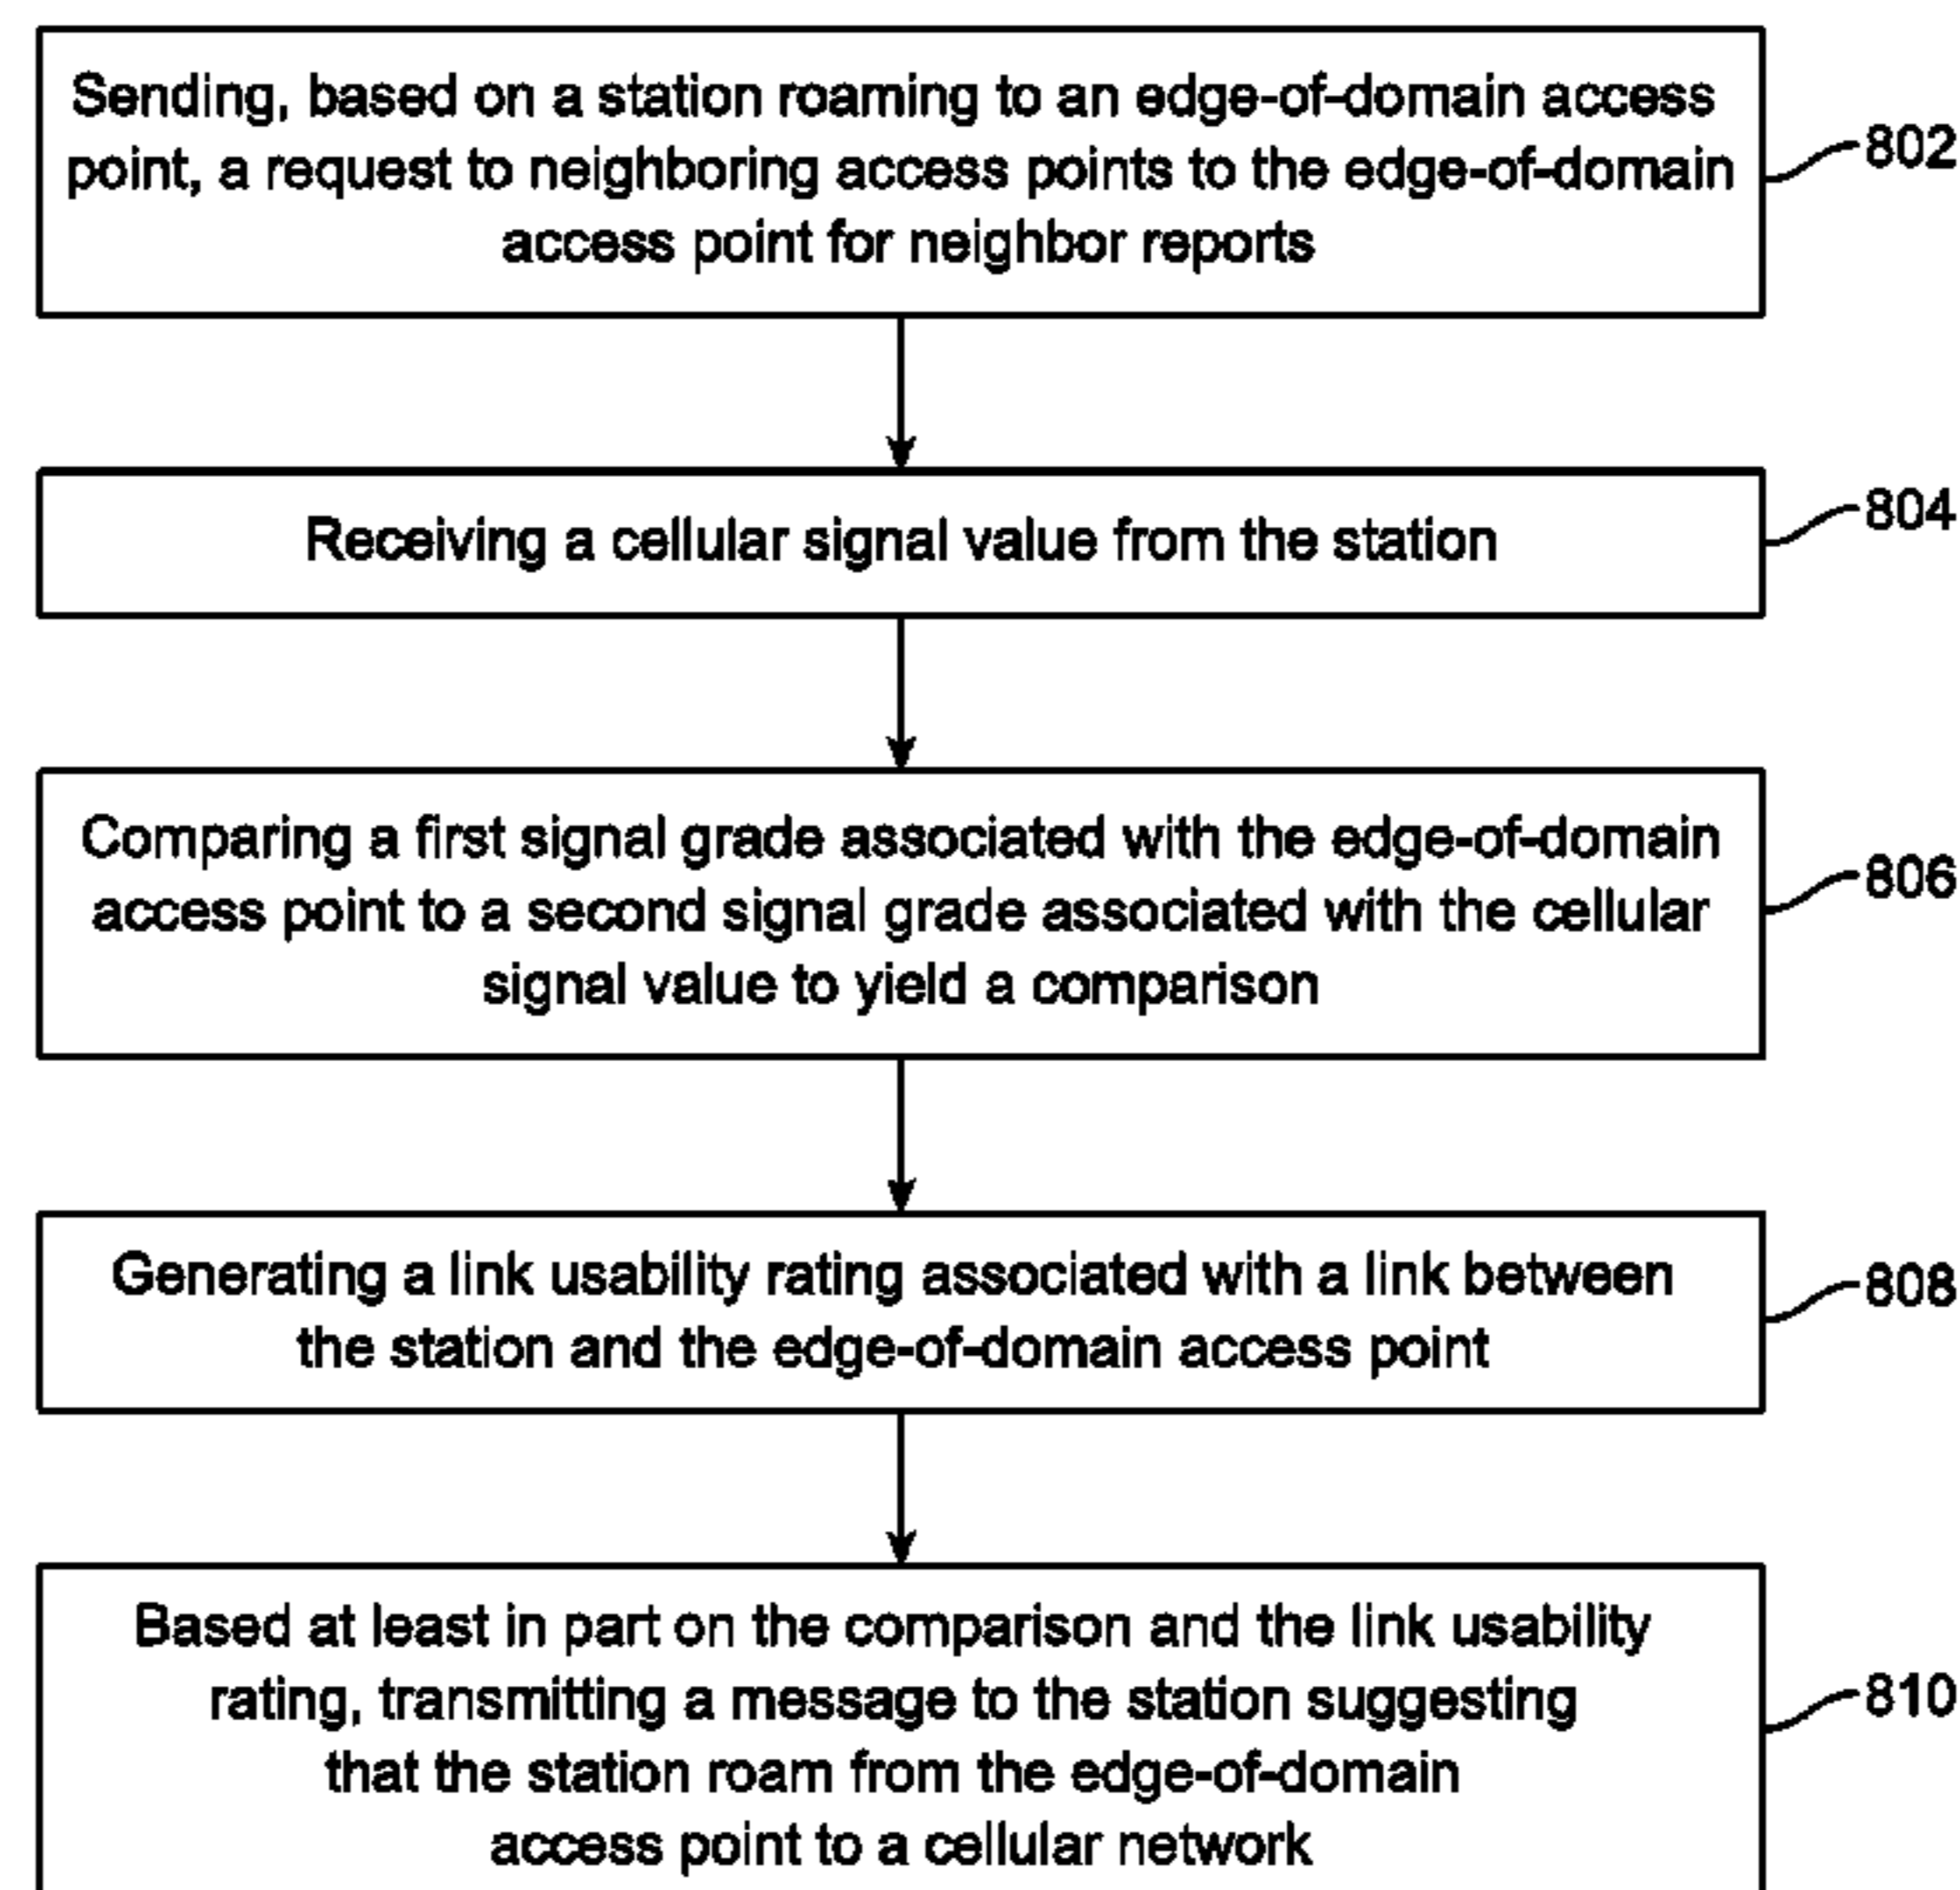 Sending, based on a station roaming to an edge-of-domain access
point, a request to neighboring access points to the edge-of-domain
access point for neighbor reports
802
Receiving a cellular signal value from the station
804
Comparing a first signal grade associated with the edge-of-domain
access point to a second signal grade associated with the cellular
signal value to yield a comparison
806
Generating a link usability rating associated with a link between
the station and the edge-of-domain access point
808
Based at least in part on the comparison and the link usability
rating, transmitting a message to the station suggesting
that the station roam from the edge-of-domain
access point to a cellular network
810